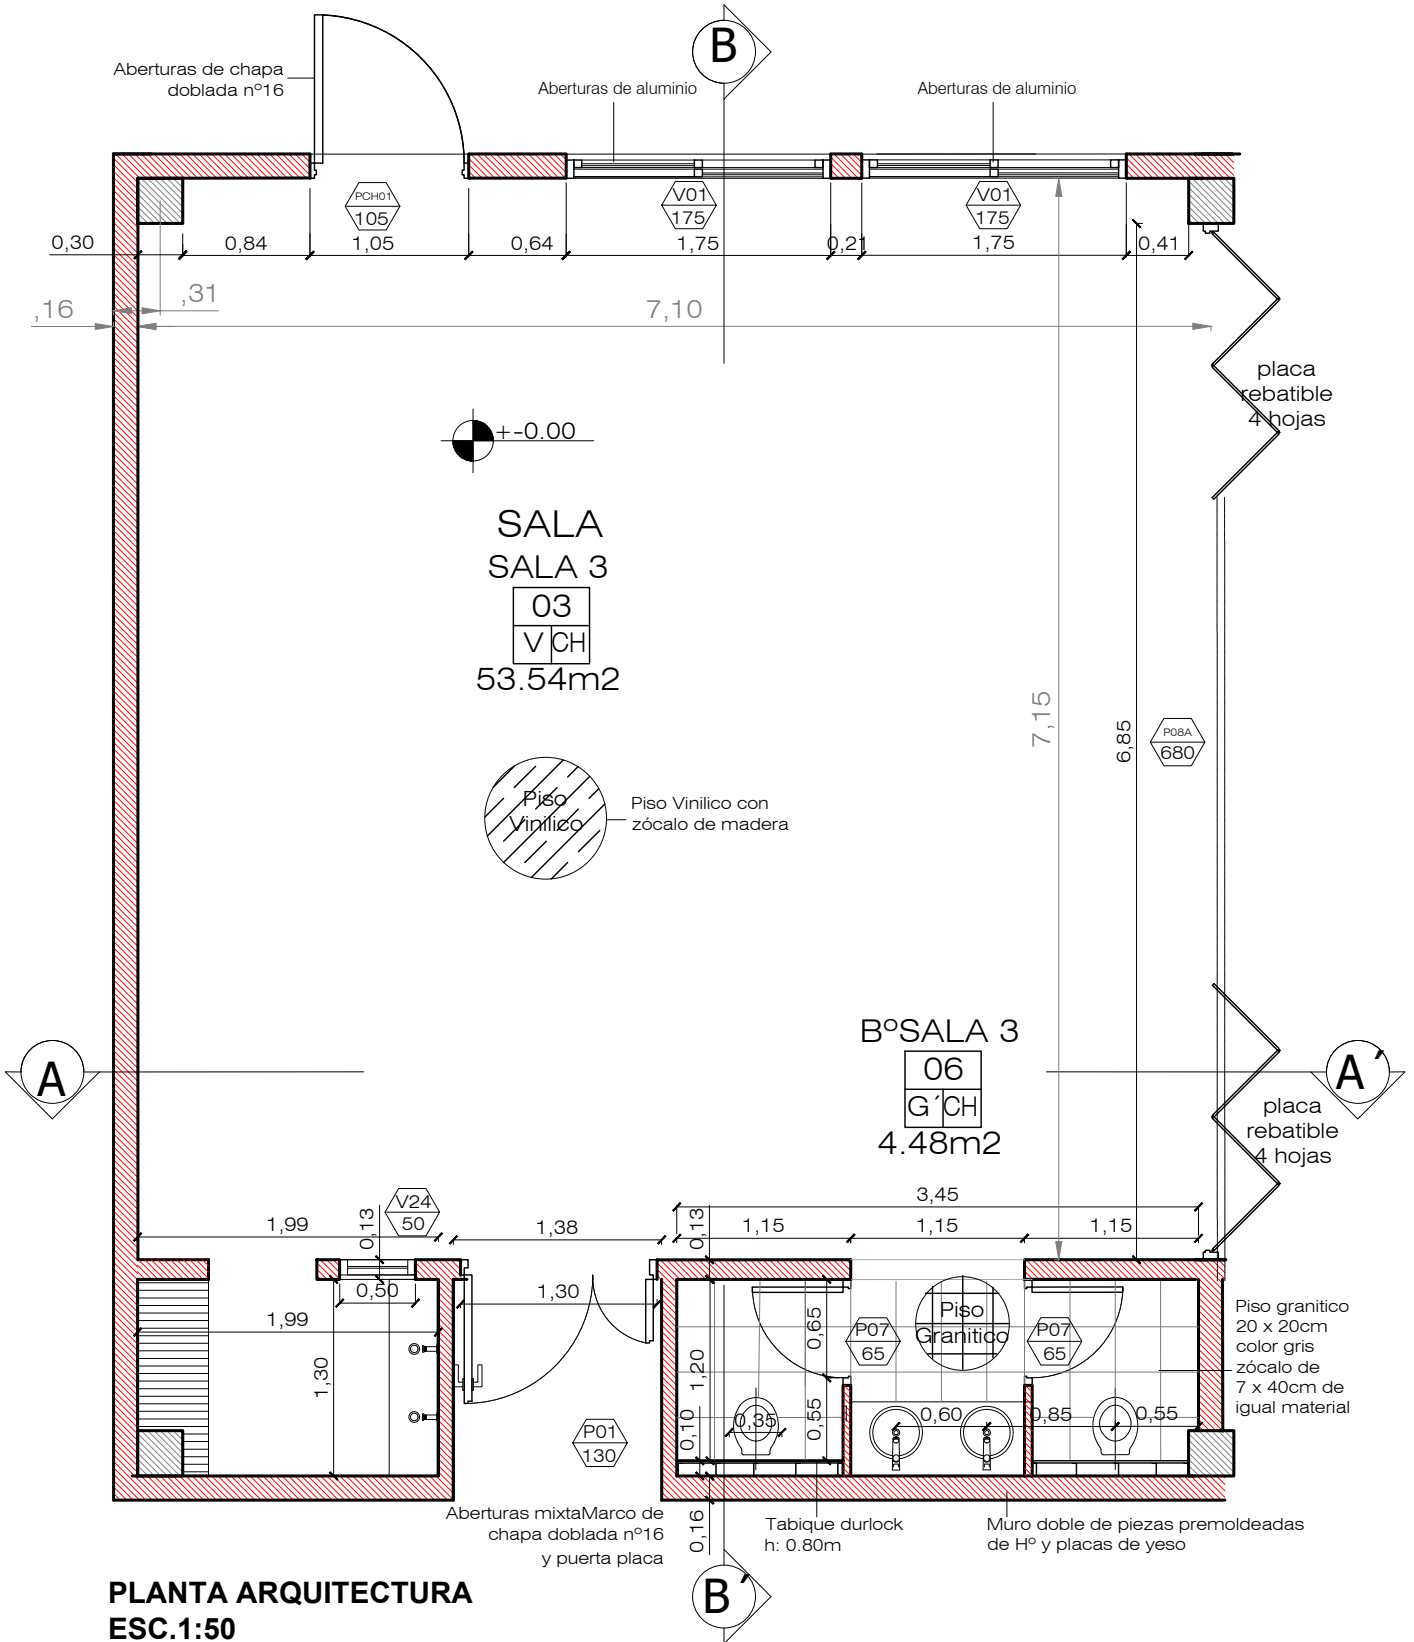 B
Aberturas de chapa
doblada nº16
Aberturas de aluminio
Aberturas de aluminio
PCH01
105
V01
175
V01
175
0,30
0,84
1,05
0,64
1,75
0,21
1,75
0,41
,16
,31
7,10
placa
rebatible
4 hojas
+-0.00
SALA
SALA 3
03
V CH
53.54m2
7,15
6,85
P08A
680
Piso
Vinilico
Piso Vinilico con
zócalo de madera
A
BºSALA 3
06
G´ CH
4.48m2
A´
placa
rebatible
4 hojas
V24
50
1,99
0,13
1,38
3,45
0,13
1,15
1,15
1,15
0,50
1,30
1,99
1,30
Piso
Granitico
P07
65
P07
65
0,65
1,20
0,55
0,10
0,35
0,60
0,85
0,55
Piso granitico
20 x 20cm
color gris
zócalo de
7 x 40cm de
igual material
P01
130
Aberturas mixtaMarco de
chapa doblada nº16
y puerta placa
0,16
Tabique durlock
h: 0.80m
Muro doble de piezas premoldeadas
de Hº y placas de yeso
B´
PLANTA ARQUITECTURA
ESC.1:50